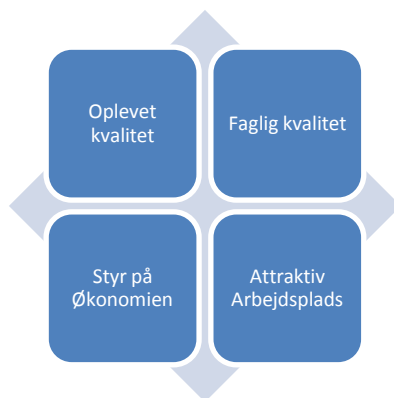 Oplevet
kvalitet
Faglig kvalitet
Styr på
Økonomien
Attraktiv
Arbejdsplads